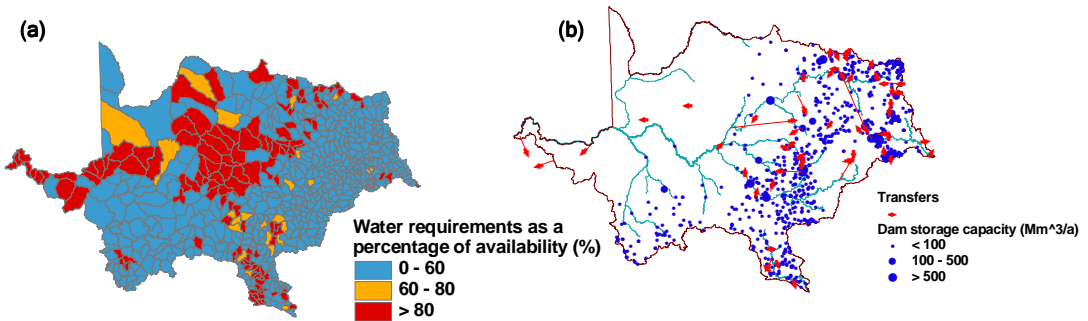 (a)
Water requirements as a
percentage of availability (%)
0 - 60
60 - 80
> 80
(b)
Transfers
Dam storage capacity (Mm^3/a)
< 100
100 - 500
> 500